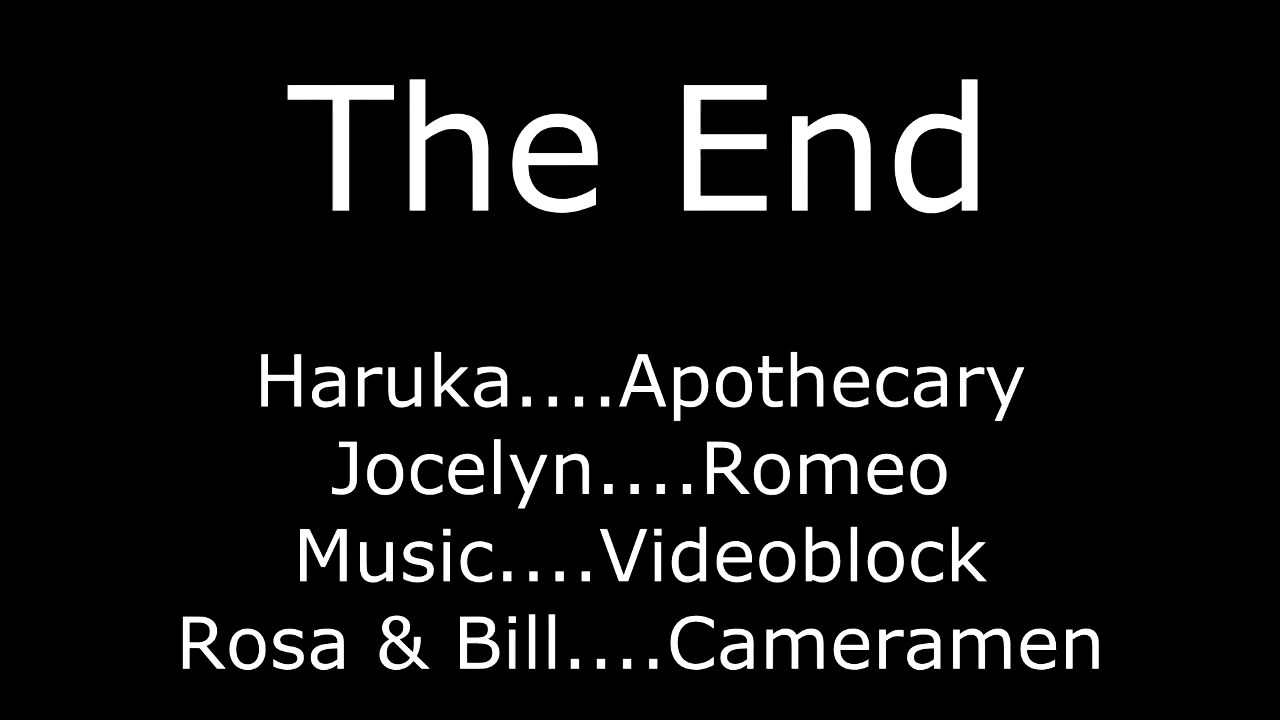 The End
Haruka....Apothecary
Jocelyn....Romeo
Music....Videoblock
Rosa & Bill....Cameramen